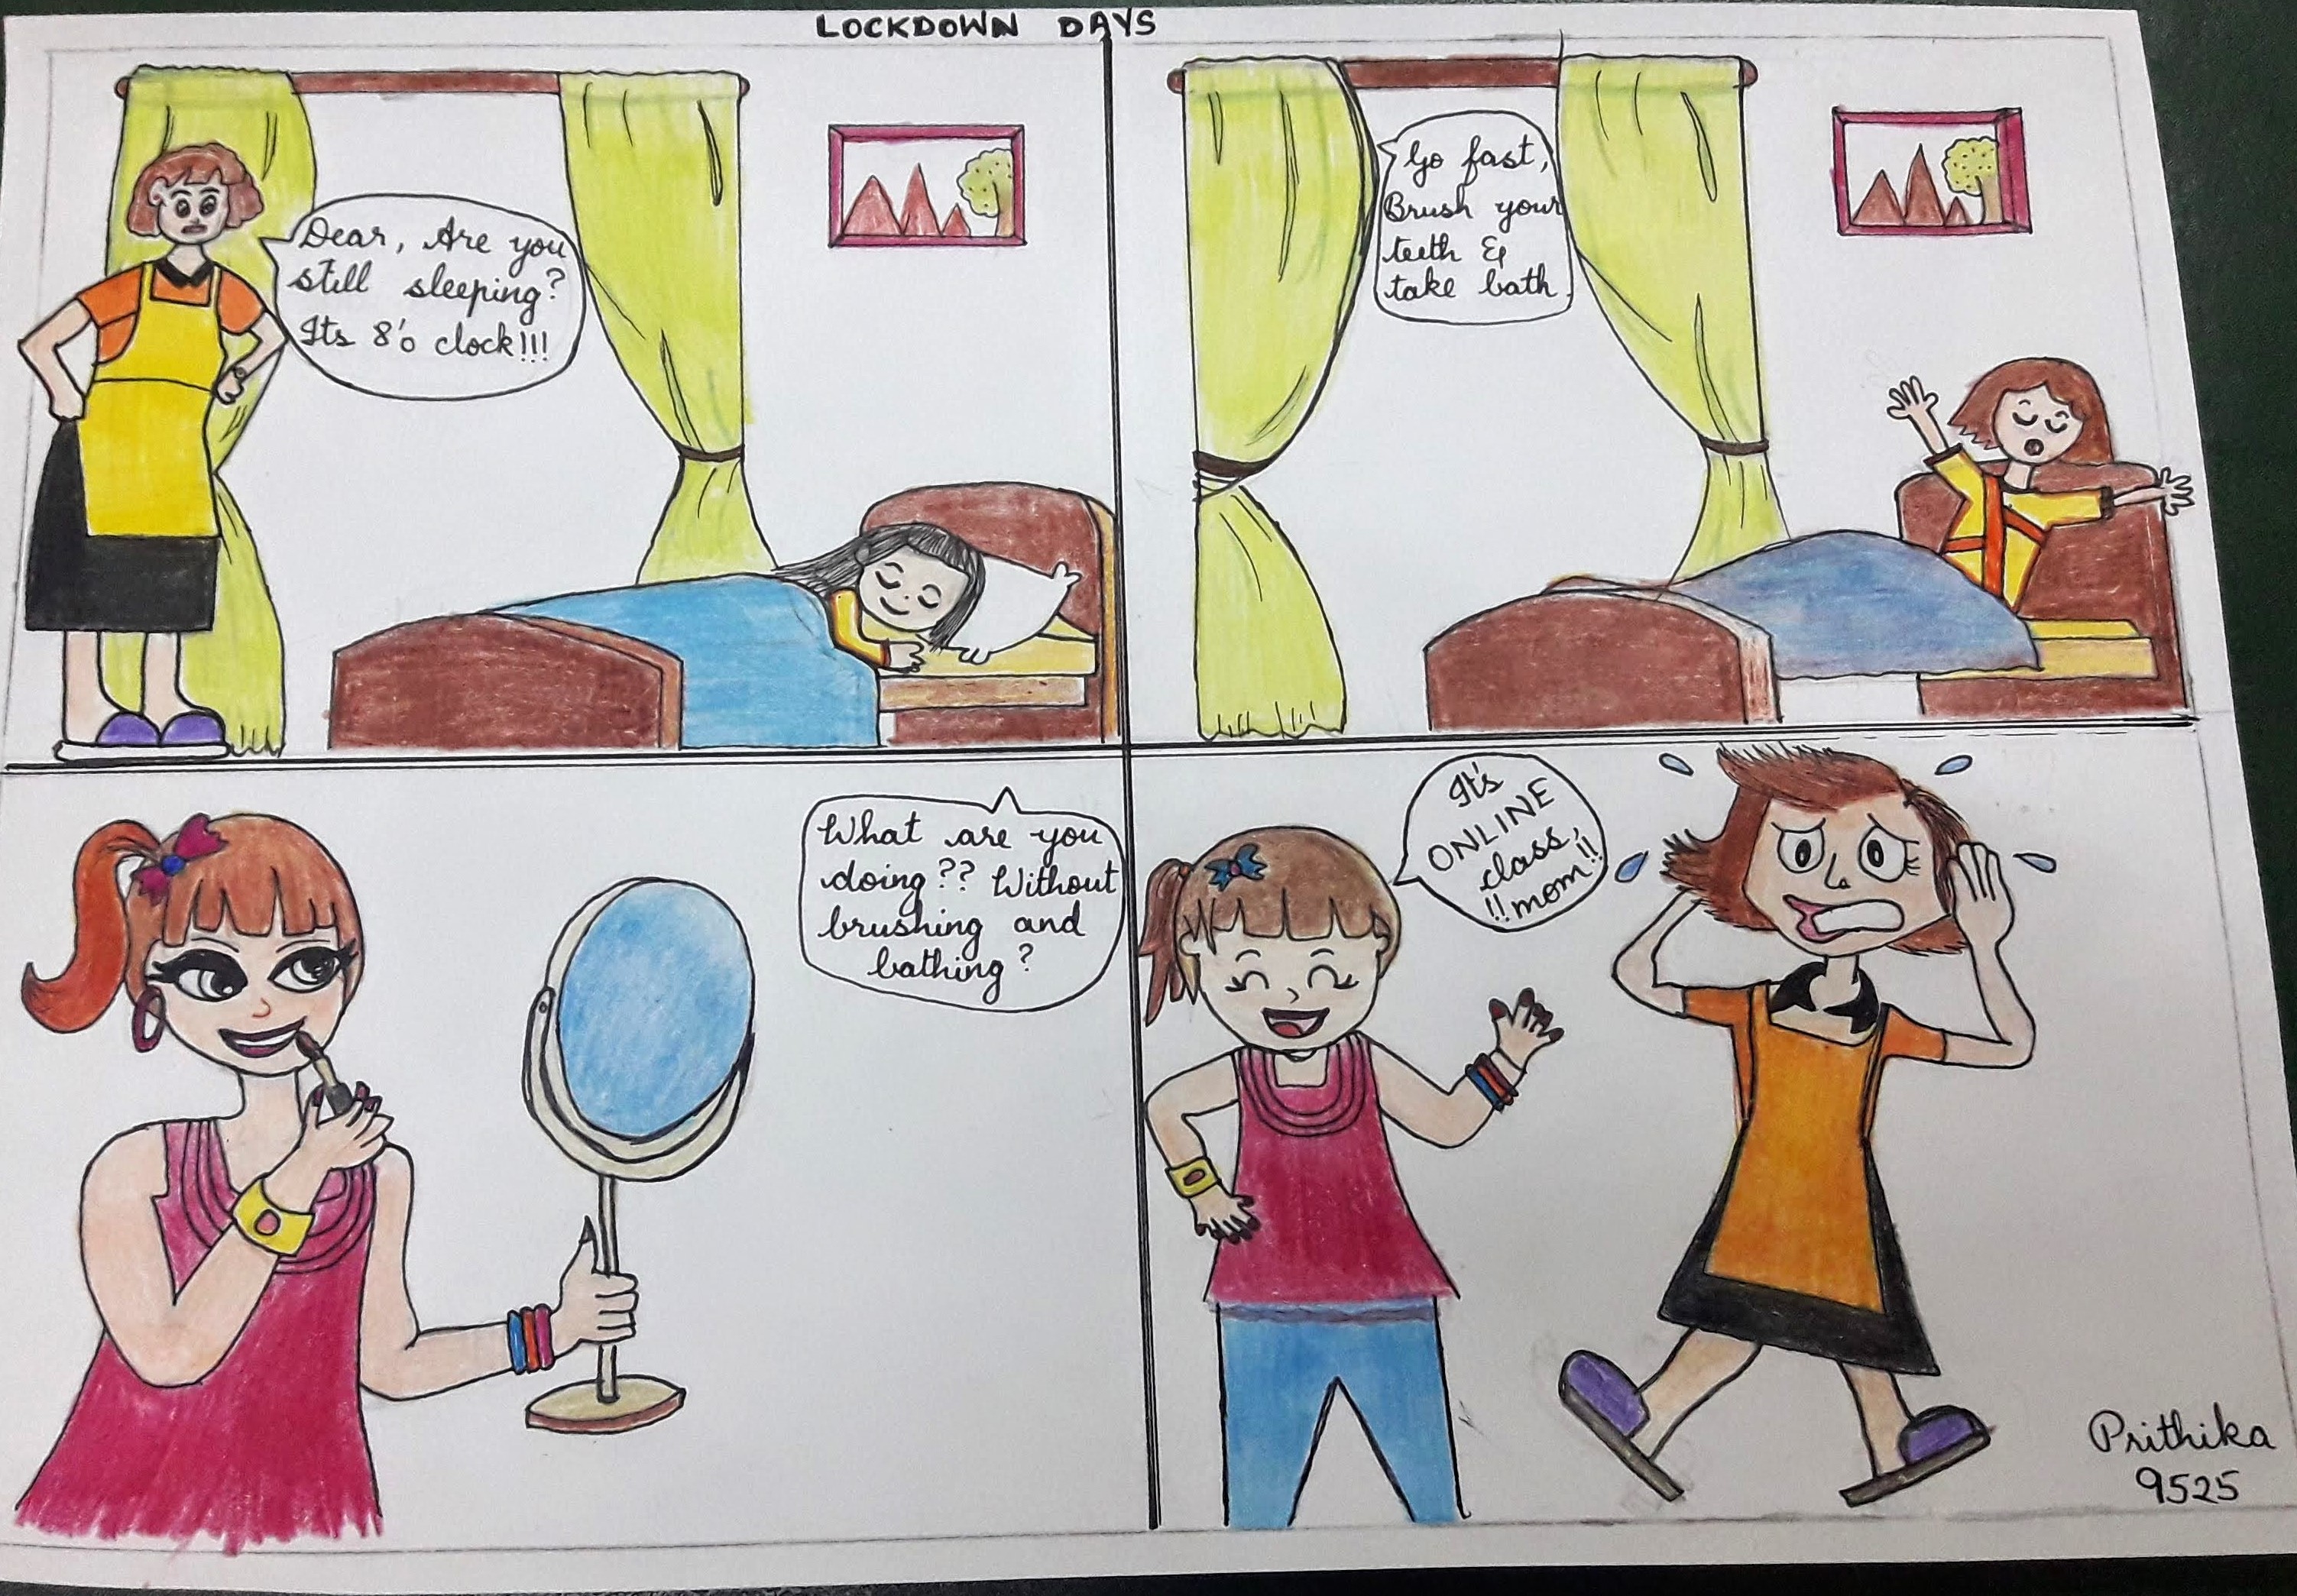 LOCKDOWN DAYS
Dear, Are you
still sleeping?
Its 8'o clock!!!
Go fast,
Brush your
teeth &
take bath.
What are you
doing?? Without
brushing and
bathing?
It's
ONLINE
class,
!!mom!!
Prithika
9525